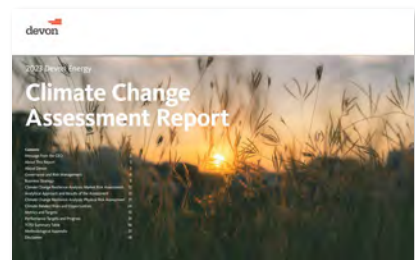 devon
2023 Devon Energy
Climate Change
Assessment Report
Contents
Message from the CEO
About This Report
About Devon
Governance and Risk Management
Business Strategy
Climate Change Resilience Analysis: Market Risk Assessment
Analytical Approach and Results of the Assessment
Climate Change Resilience Analysis: Physical Risk Assessment
Climate-Related Risks and Opportunities
Metrics and Targets
Performance Targets and Progress
TCFD Summary Table
Methodological Appendix
Disclaimer